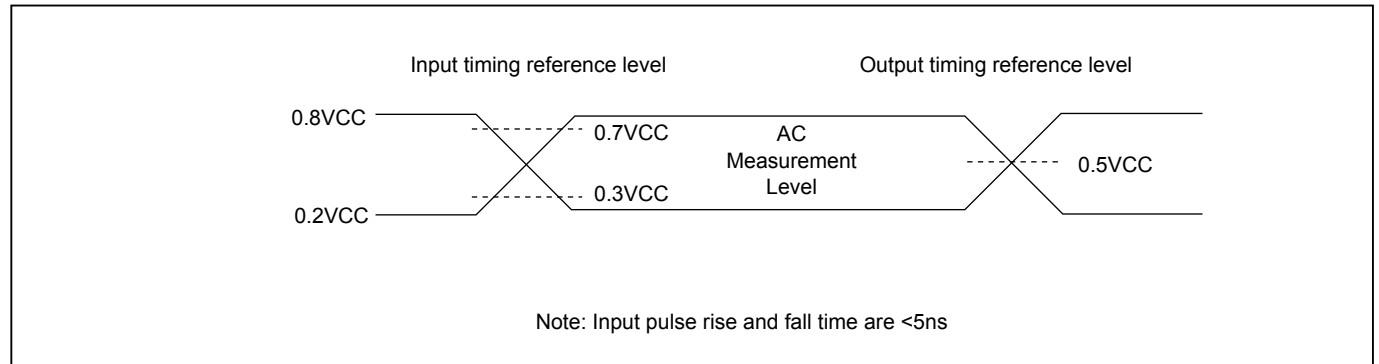 Input timing reference level
Output timing reference level
0.8VCC
0.7VCC
AC
Measurement
Level
0.5VCC
0.3VCC
0.2VCC
Note: Input pulse rise and fall time are <5ns